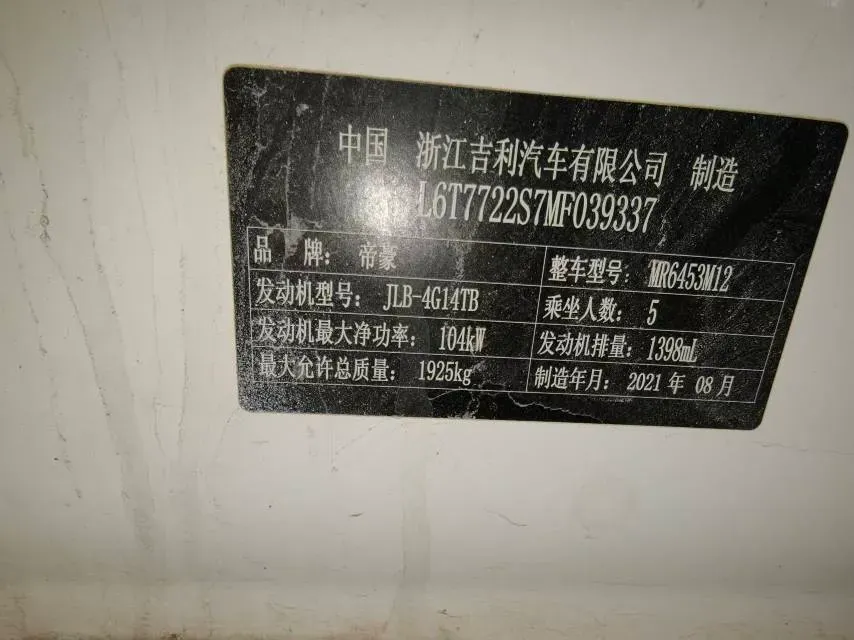 中国 浙江吉利汽车有限公司 制造
L6T7722S7MF039337
品 牌: 帝豪 整车型号: MR6453M12
发动机型号: JLB-4G14TB 乘坐人数: 5
发动机最大净功率: 104kW 发动机排量: 1398mL
最大允许总质量: 1925kg 制造年月: 2021 年 08 月